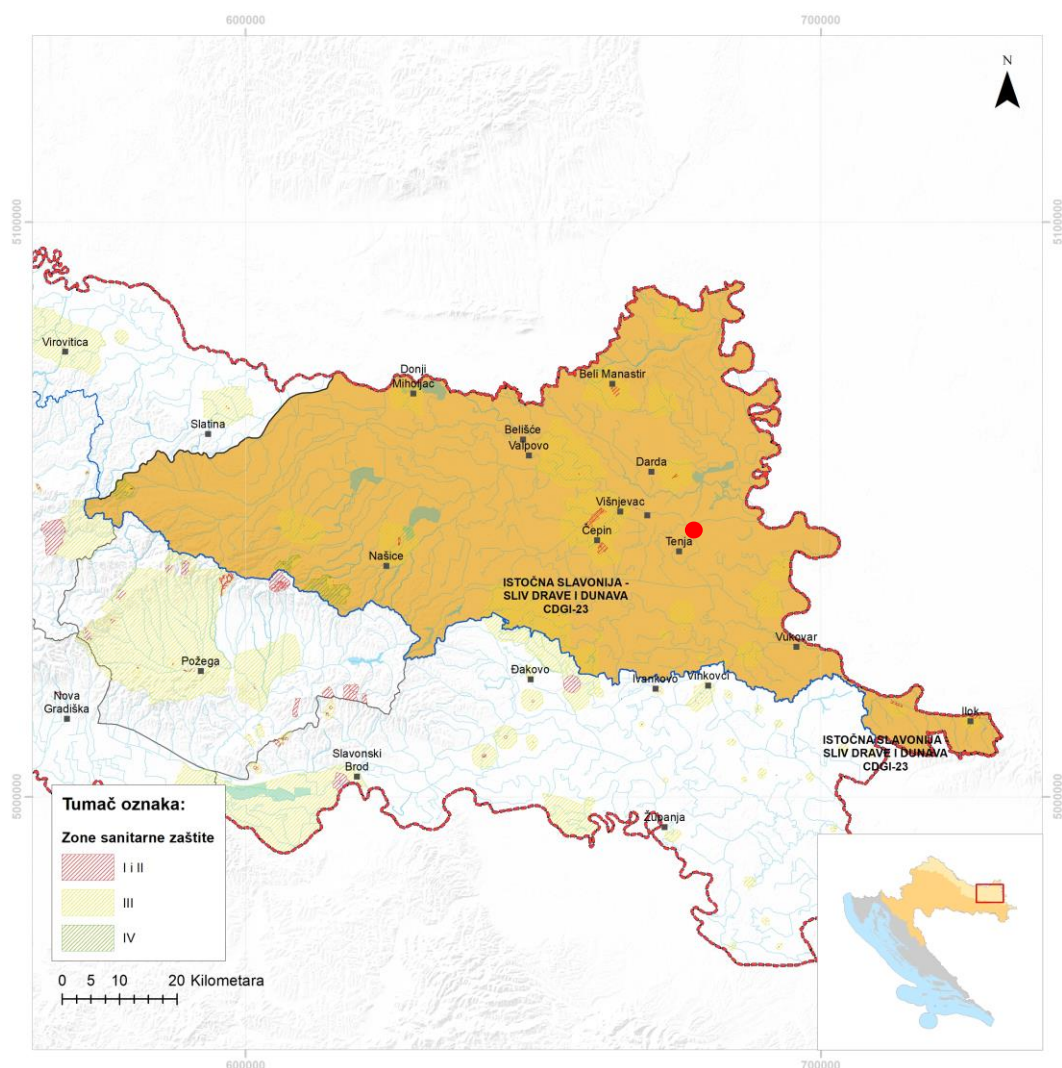 600000
700000
N
5100000
5100000
Virovitica
Donji
Miholjac
Beli Manastir
Slatina
Belišće
Valpovo
Darda
Višnjevac
Čepin
Tenja
Našice
ISTOČNA SLAVONIJA -
SLIV DRAVE I DUNAVA
CDGI-23
Vukovar
Požega
Đakovo
Ivankovo
Vinkovci
Nova
Gradiška
Ilok
ISTOČNA SLAVONIJA -
SLIV DRAVE I DUNAVA
CDGI-23
Slavonski
Brod
5000000
5000000
Županja
Tumač oznaka:
Zone sanitarne zaštite
I i II
III
IV
0 5 10 20 Kilometara
600000
700000